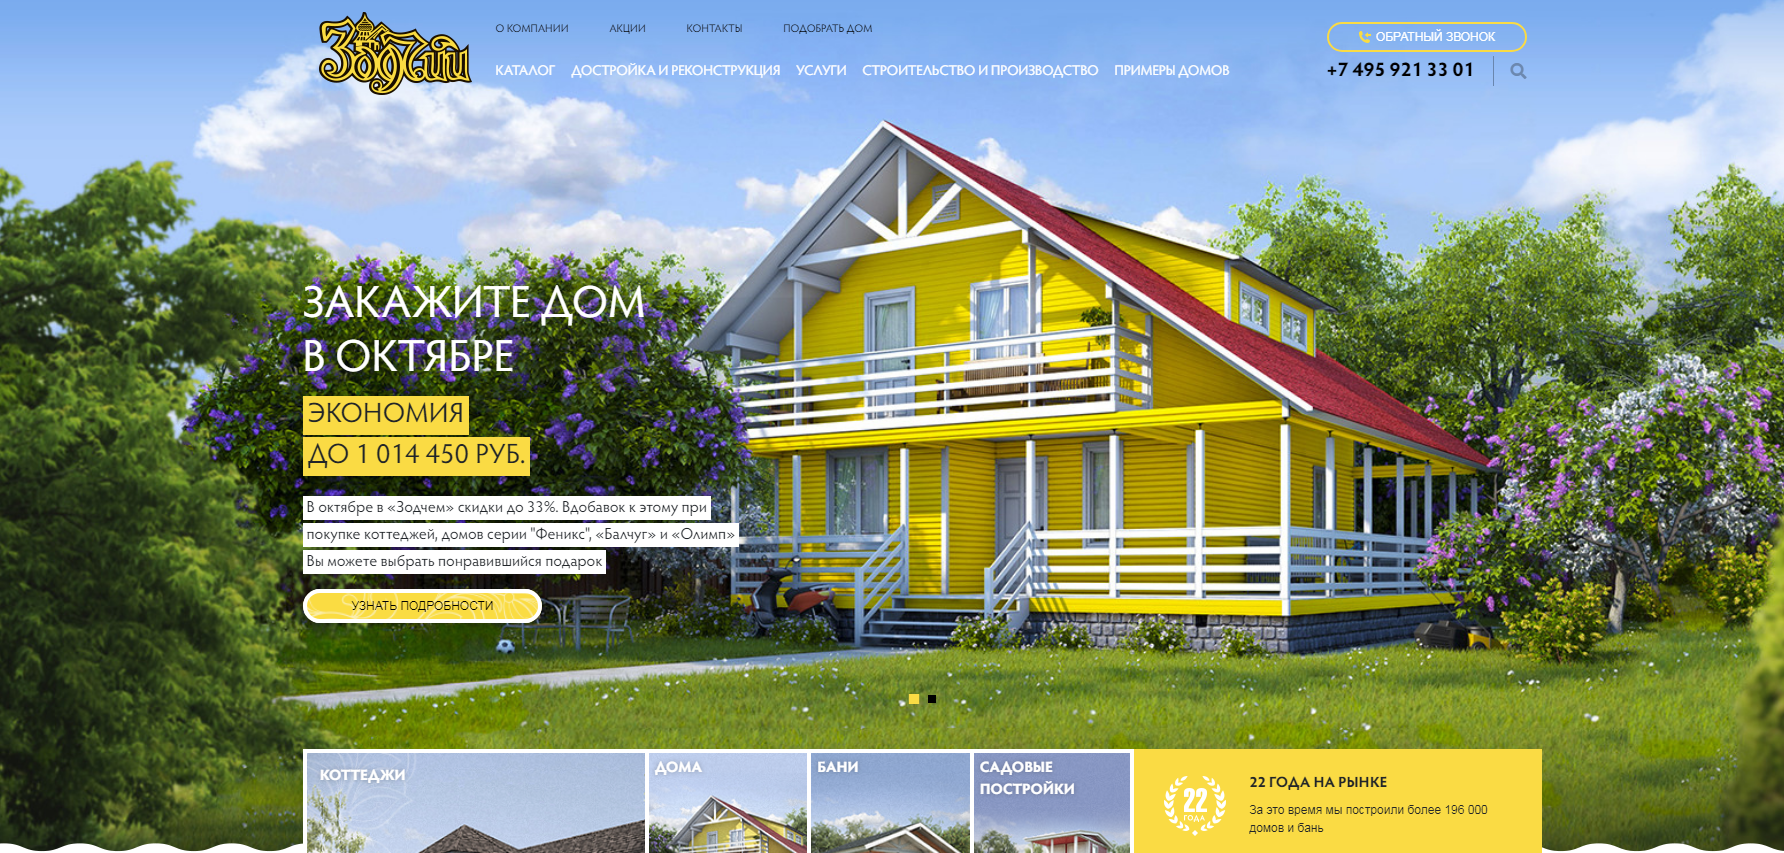 Зодчий
О КОМПАНИИ
АКЦИИ
КОНТАКТЫ
ПОДОБРАТЬ ДОМ
ОБРАТНЫЙ ЗВОНОК
КАТАЛОГ
ДОСТРОЙКА И РЕКОНСТРУКЦИЯ
УСЛУГИ
СТРОИТЕЛЬСТВО И ПРОИЗВОДСТВО
ПРИМЕРЫ ДОМОВ
+7 495 921 33 01
ЗАКАЖИТЕ ДОМ
В ОКТЯБРЕ
ЭКОНОМИЯ
ДО 1 014 450 РУБ.
В октябре в «Зодчем» скидки до 33%. Вдобавок к этому при
покупке коттеджей, домов серии "Феникс", «Балчуг» и «Олимп»
Вы можете выбрать понравившийся подарок
УЗНАТЬ ПОДРОБНОСТИ
КОТТЕДЖИ
ДОМА
БАНИ
САДОВЫЕ
ПОСТРОЙКИ
22
ГОДА
22 ГОДА НА РЫНКЕ
За это время мы построили более 196 000
домов и бань